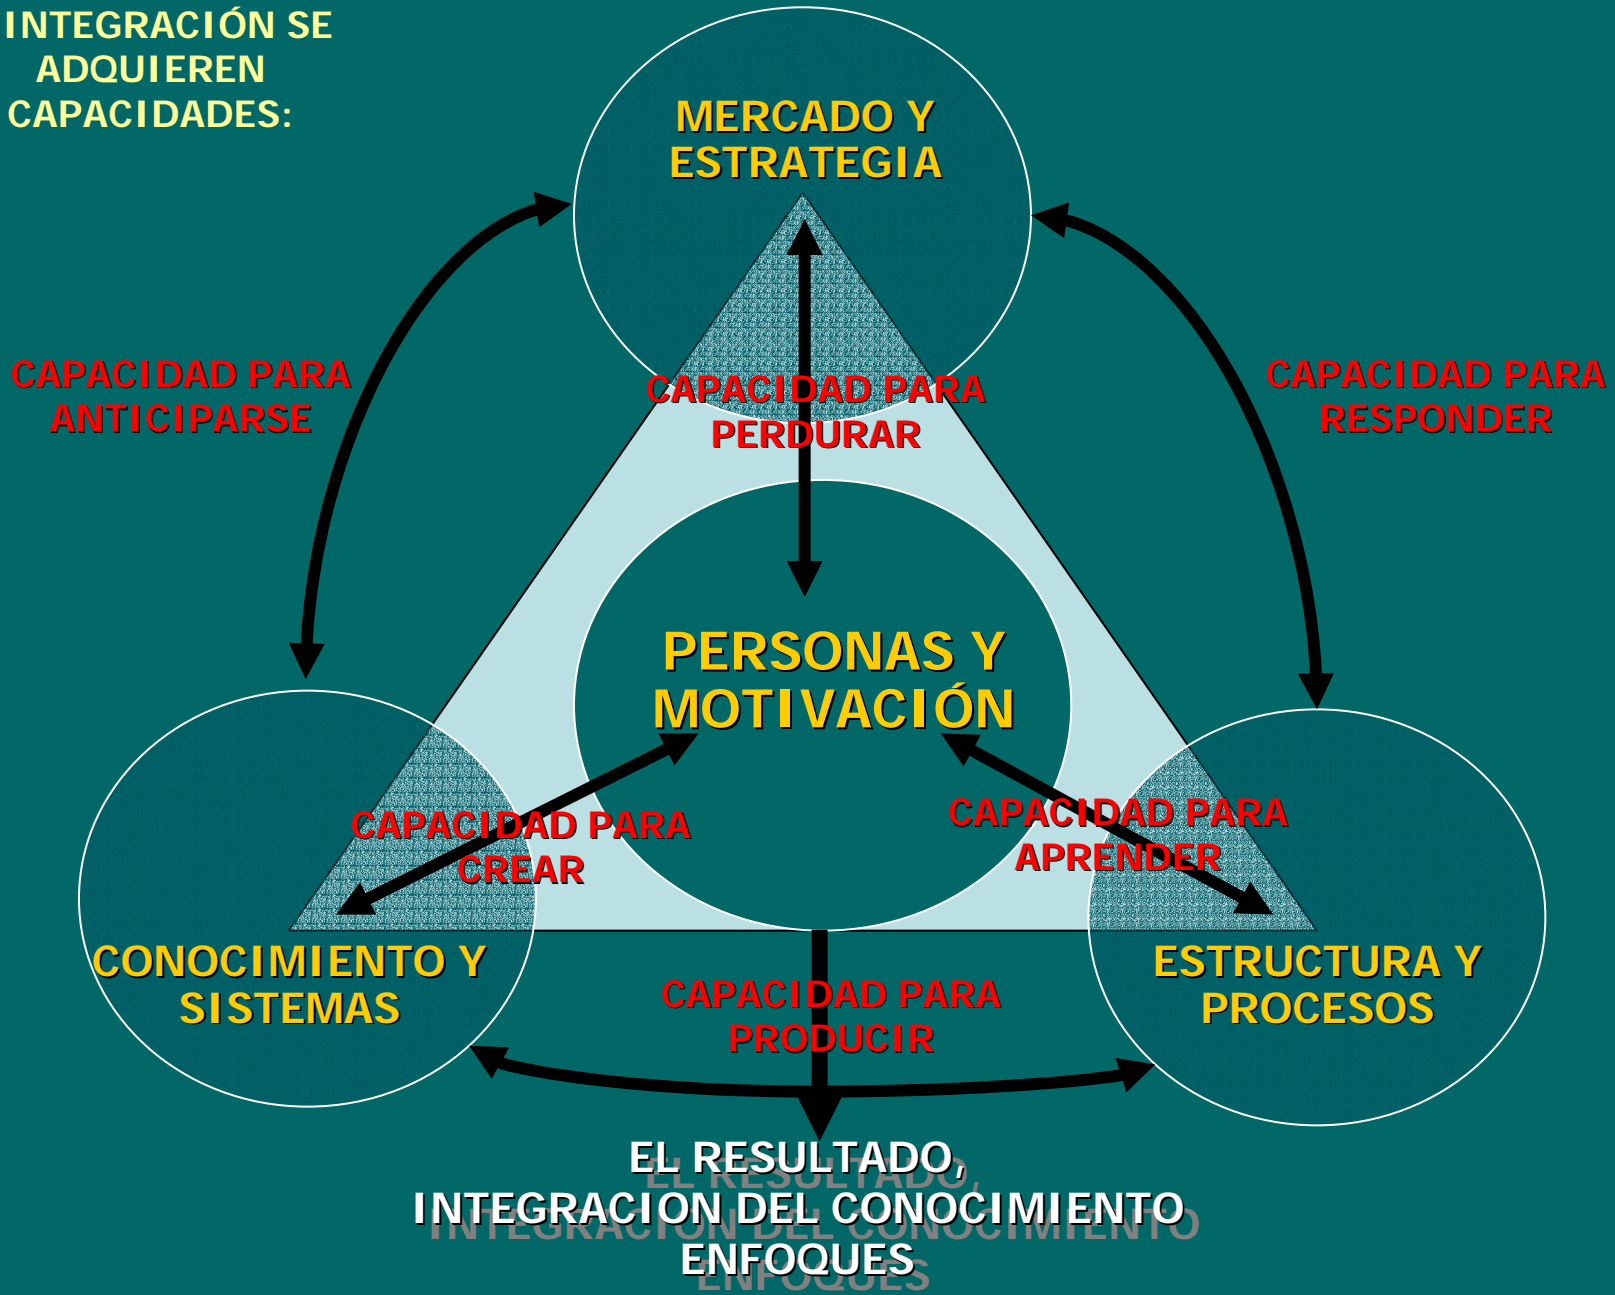 INTEGRACIÓN SE
ADQUIEREN
CAPACIDADES:
MERCADO Y
ESTRATEGIA
CAPACIDAD PARA
ANTICIPARSE
CAPACIDAD PARA
PERDURAR
CAPACIDAD PARA
RESPONDER
PERSONAS Y
MOTIVACIÓN
CAPACIDAD PARA
CREAR
CAPACIDAD PARA
APRENDER
CONOCIMIENTO Y
SISTEMAS
CAPACIDAD PARA
PRODUCIR
ESTRUCTURA Y
PROCESOS
EL RESULTADO,
INTEGRACION DEL CONOCIMIENTO
ENFOQUES